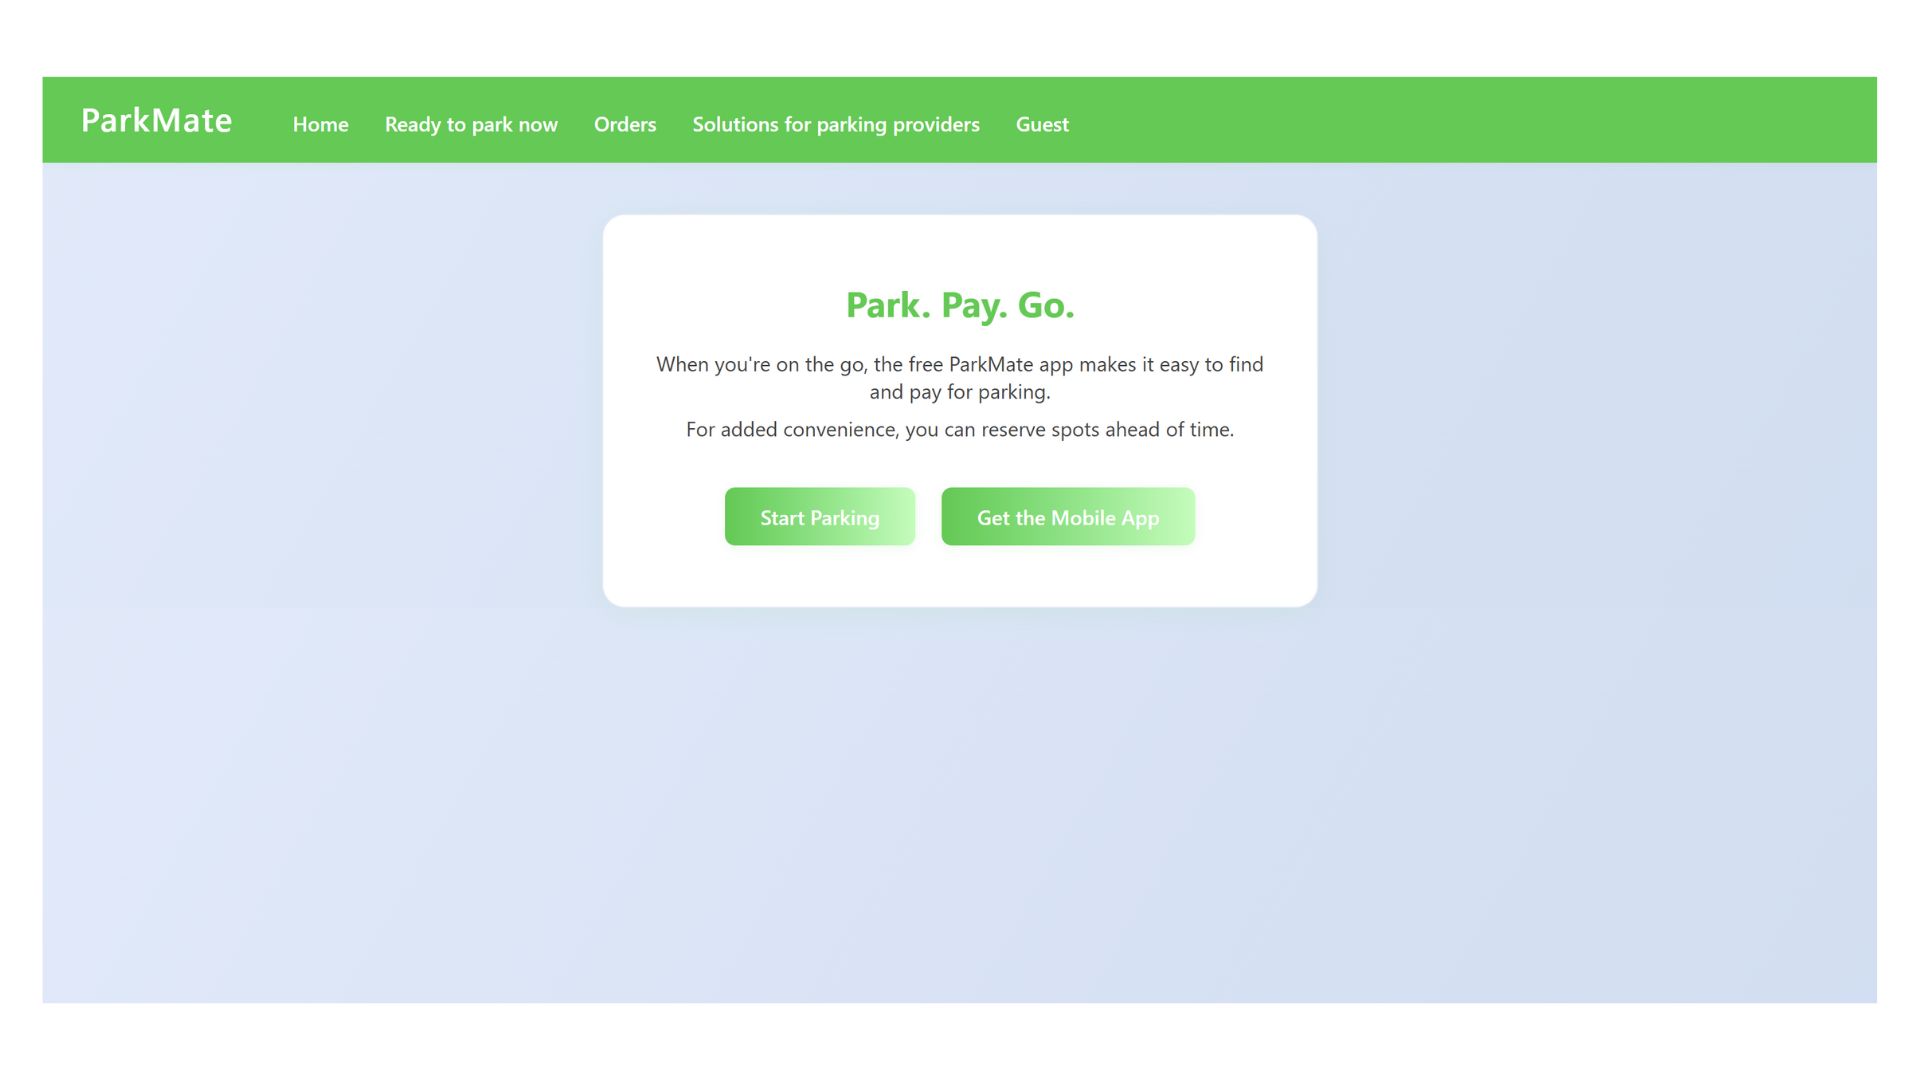 ParkMate
Home Ready to park now Orders Solutions for parking providers Guest
Park. Pay. Go.
When you're on the go, the free ParkMate app makes it easy to find
and pay for parking.
For added convenience, you can reserve spots ahead of time.
Start Parking Get the Mobile App